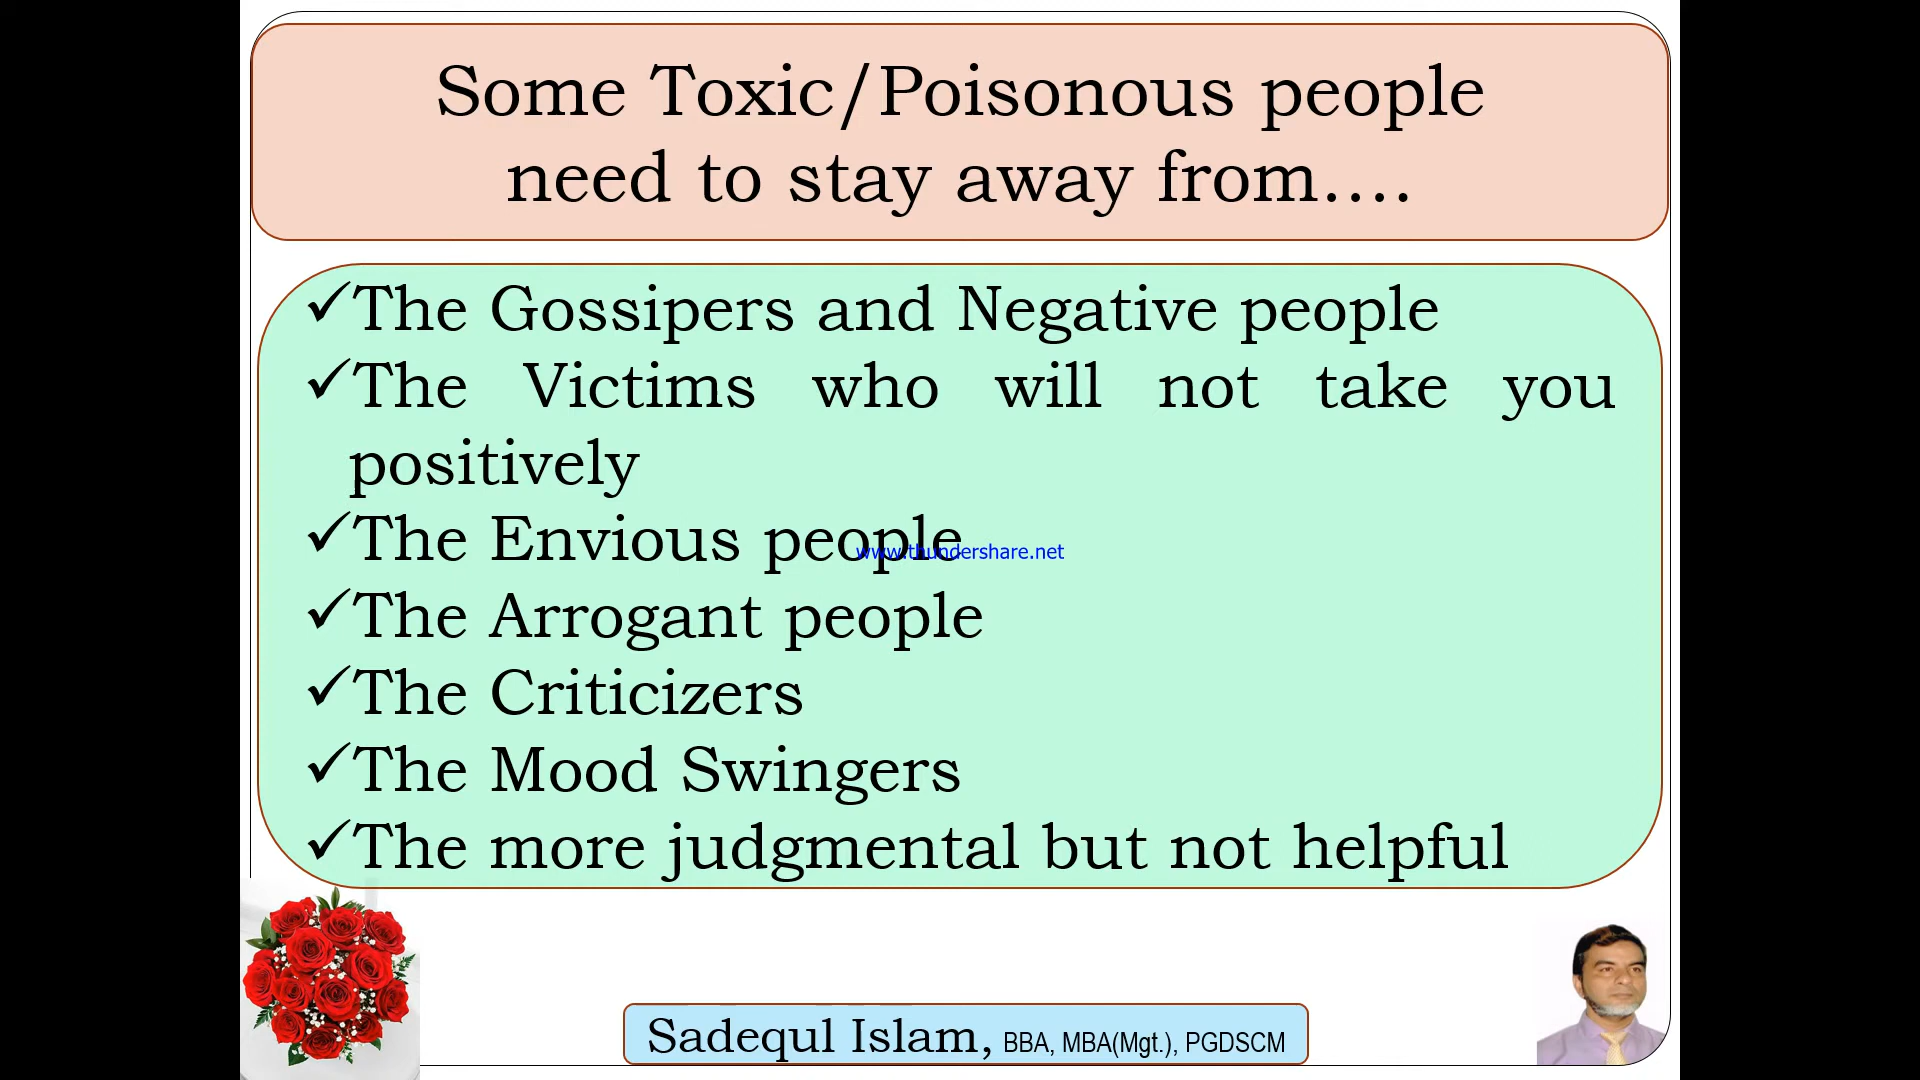 Some Toxic/Poisonous people
need to stay away from....
✓The Gossipers and Negative people
✓The Victims who will not take you
positively
✓The Envious people
www.thundershare.net
✓The Arrogant people
✓The Criticizers
✓The Mood Swingers
✓The more judgmental but not helpful
Sadequl Islam, BBA, MBA(Mgt.), PGDSCM